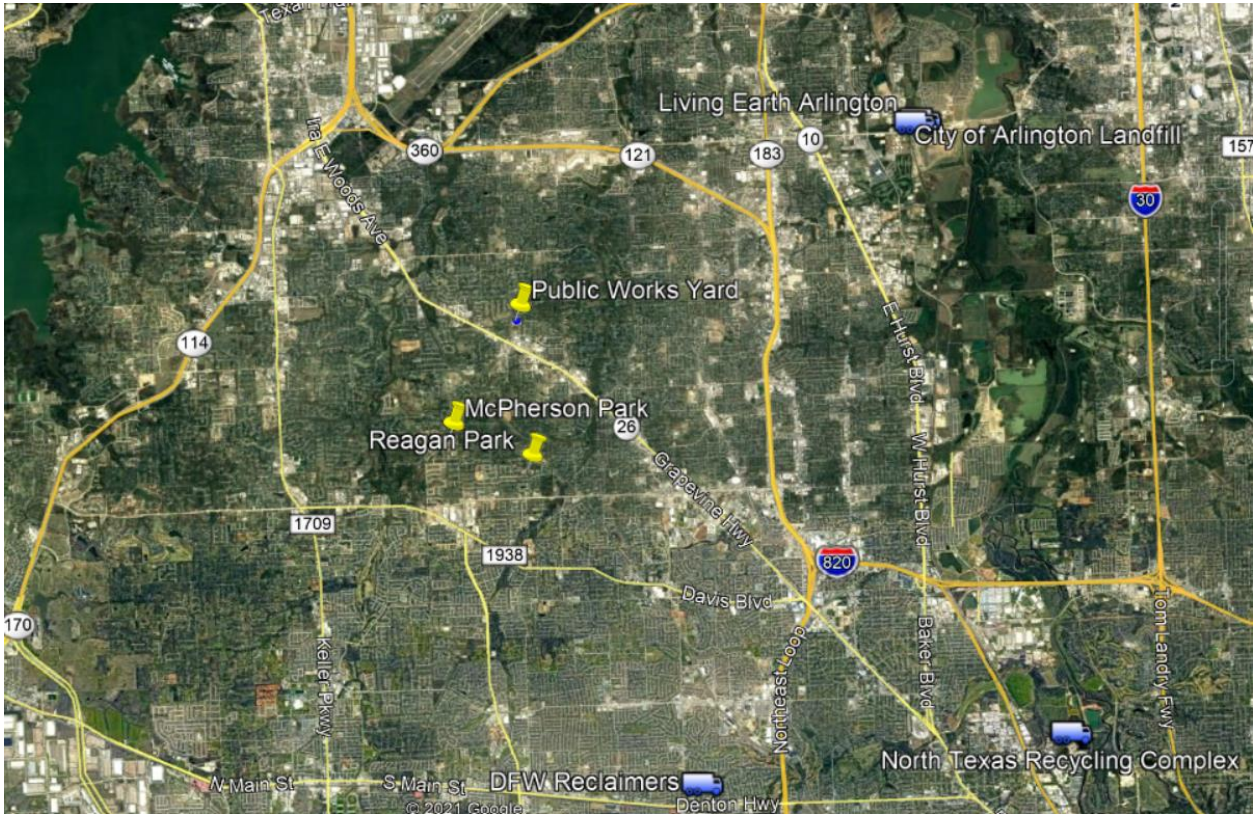 Texan Trail
2
Living Earth Arlington
City of Arlington Landfill
Ira E Woods Ave
360
121
183
10
157
30
Public Works Yard
114
E Hurst Blvd
McPherson Park
Reagan Park
26
Grapevine Hwy
W Hurst Blvd
1709
1938
820
Davis Blvd
170
Keller Pkwy
Northeast Loop
Baker Blvd
Tom Landry Fwy
North Texas Recycling Complex
N Main St
S Main St
DFW Reclaimers
Denton Hwy
© 2021 Google